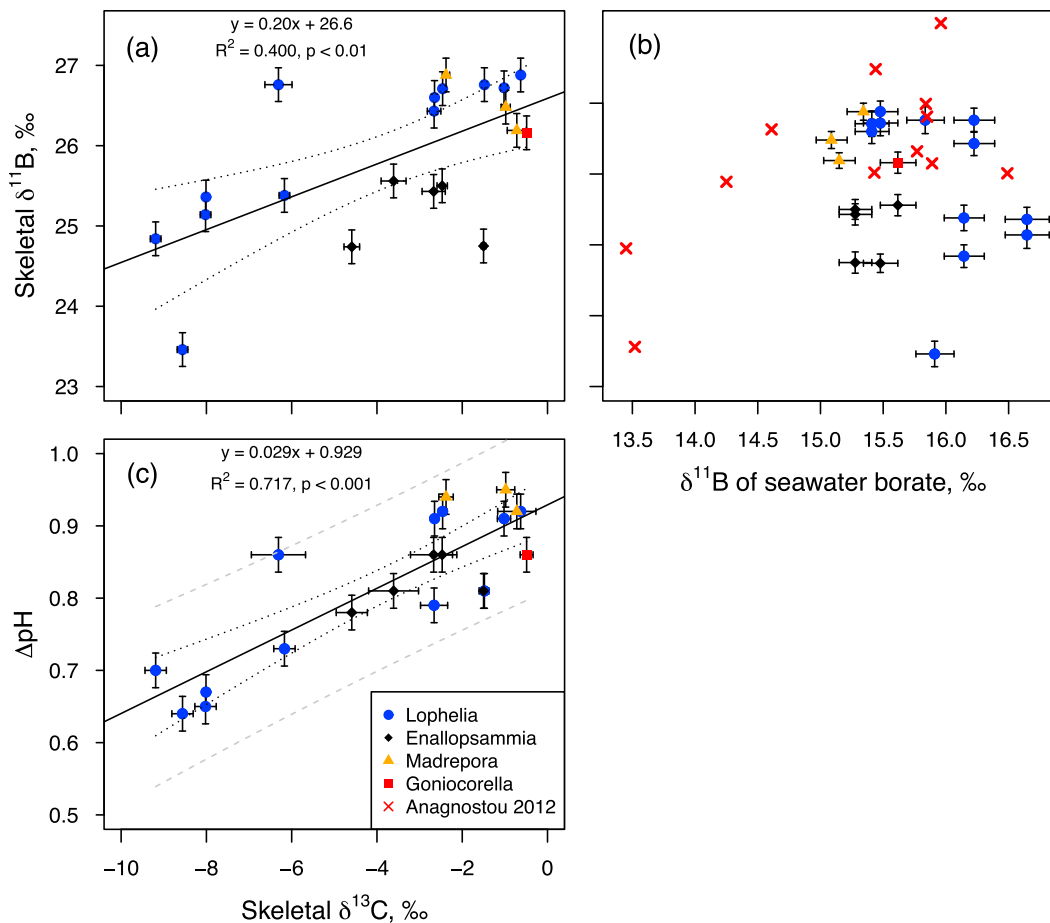 (a)
y = 0.20x + 26.6
R² = 0.400, p < 0.01
Skeletal δ¹¹B, ‰
27
26
25
24
23
(b)
13.5
14.0
14.5
15.0
15.5
16.0
16.5
δ¹¹B of seawater borate, ‰
(c)
y = 0.029x + 0.929
R² = 0.717, p < 0.001
ΔpH
1.0
0.9
0.8
0.7
0.6
0.5
Lophelia
Enallopsammia
Madrepora
Goniocorella
Anagnostou 2012
−10
−8
−6
−4
−2
0
Skeletal δ¹³C, ‰